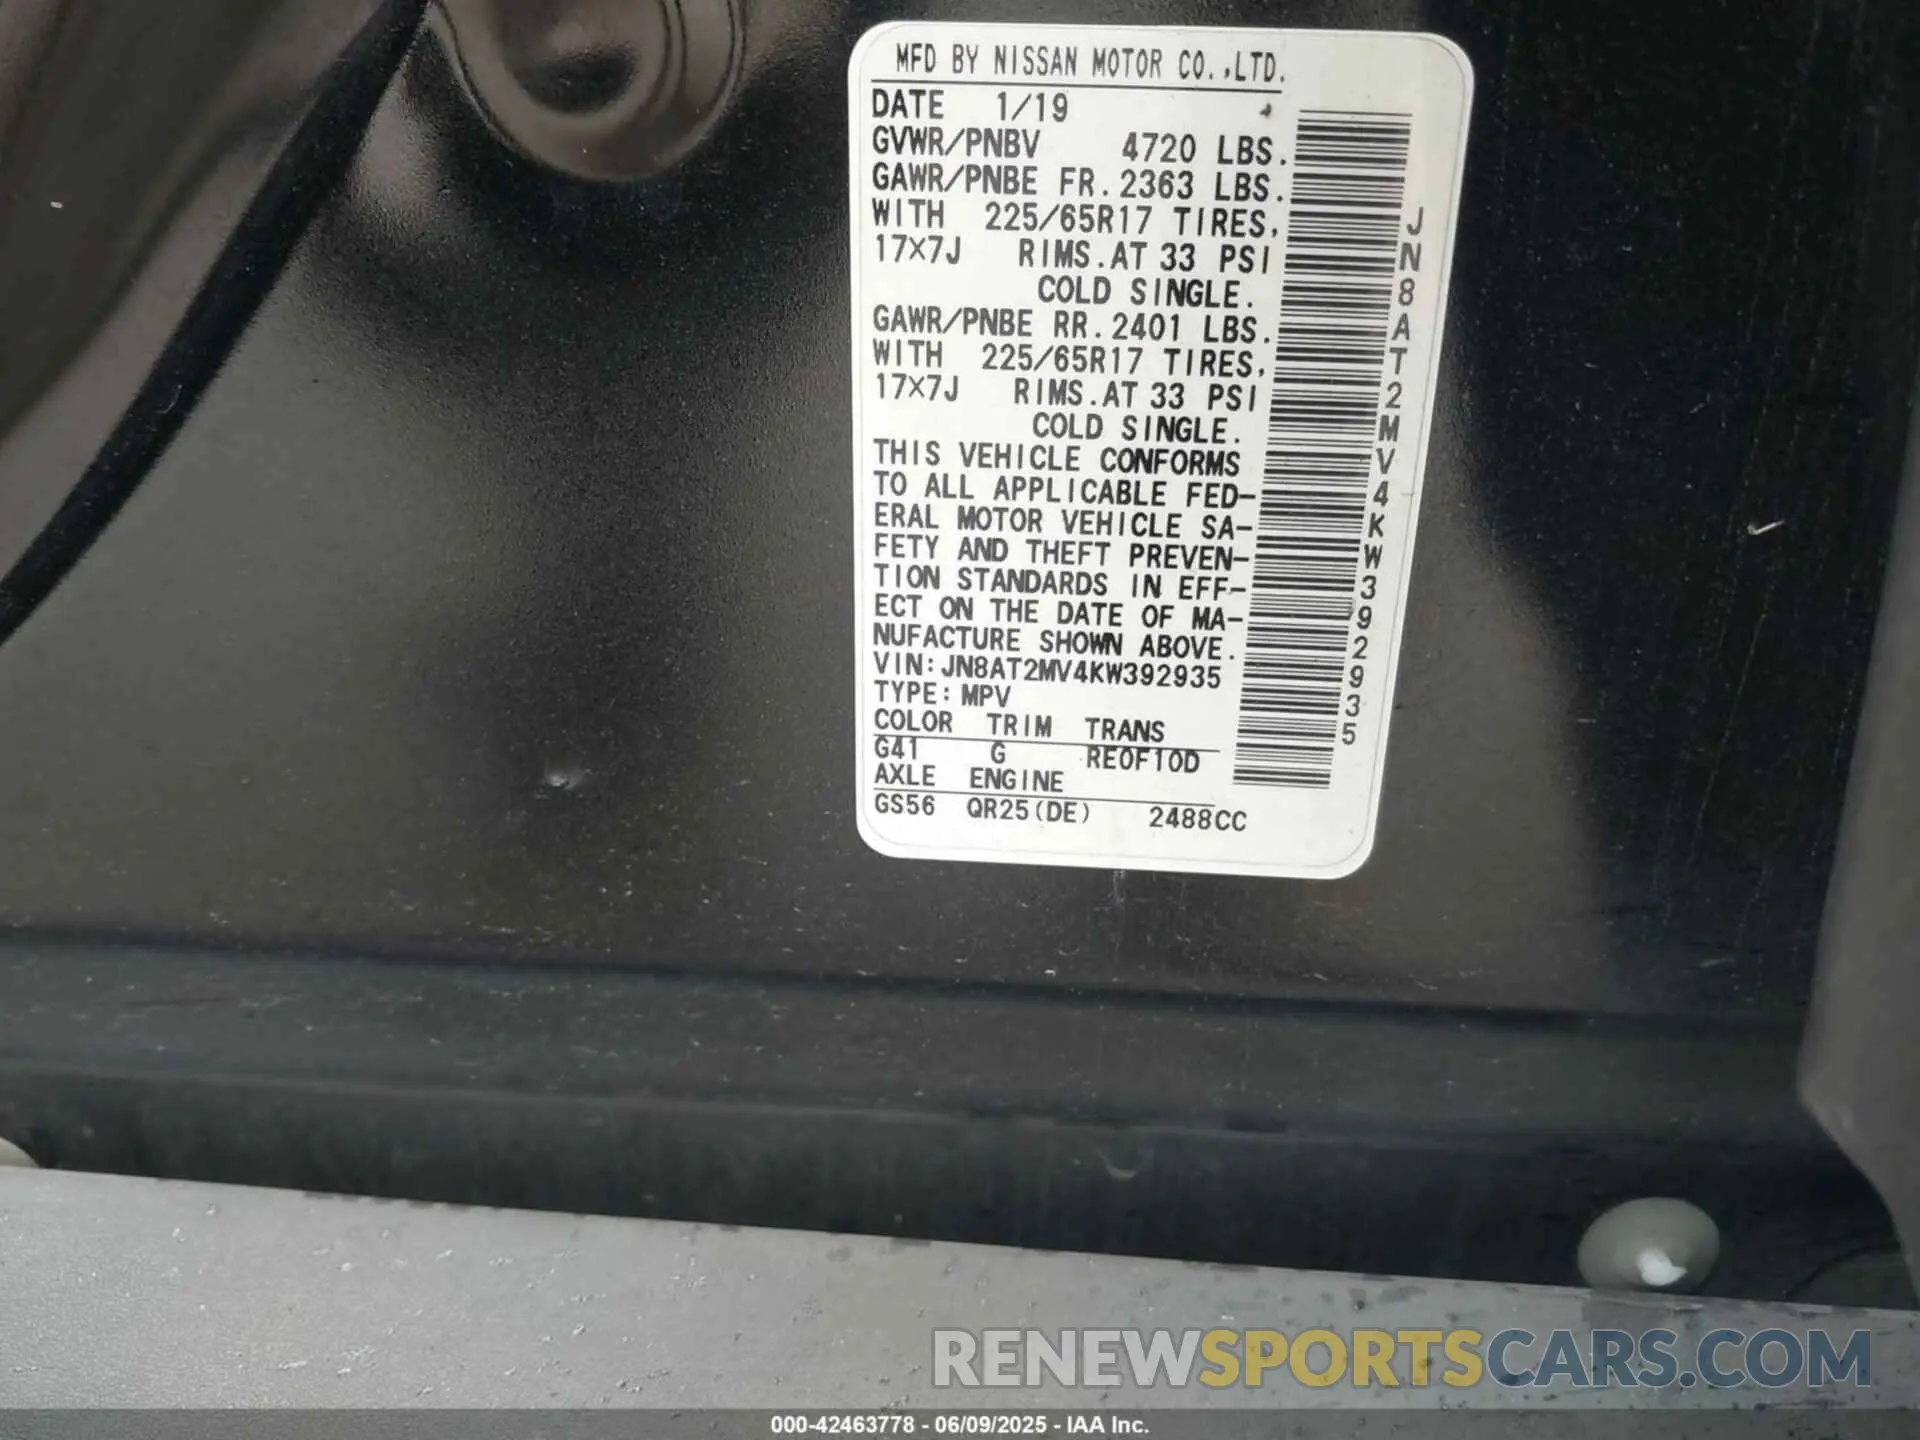 MFD BY NISSAN MOTOR CO.,LTD.
DATE 1/19
GVWR/PNBV 4720 LBS.
GAWR/PNBE FR. 2363 LBS.
WITH 225/65R17 TIRES,
17×7J RIMS. AT 33 PSI
COLD SINGLE.
GAWR/PNBE RR. 2401 LBS.
WITH 225/65R17 TIRES,
17×7J RIMS. AT 33 PSI
COLD SINGLE.
THIS VEHICLE CONFORMS
TO ALL APPLICABLE FED-
ERAL MOTOR VEHICLE SA-
FETY AND THEFT PREVEN-
TION STANDARDS IN EFF-
ECT ON THE DATE OF MA-
NUFACTURE SHOWN ABOVE.
VIN: JN8AT2MV4KW392935
TYPE: MPV
COLOR TRIM TRANS
G41 G RE0F10D
AXLE ENGINE
GS56 QR25(DE) 2488CC
JN8AT2MV4KW392935
RENEWSPORTSCARS.COM
000-42463778 - 06/09/2025 - IAA Inc.